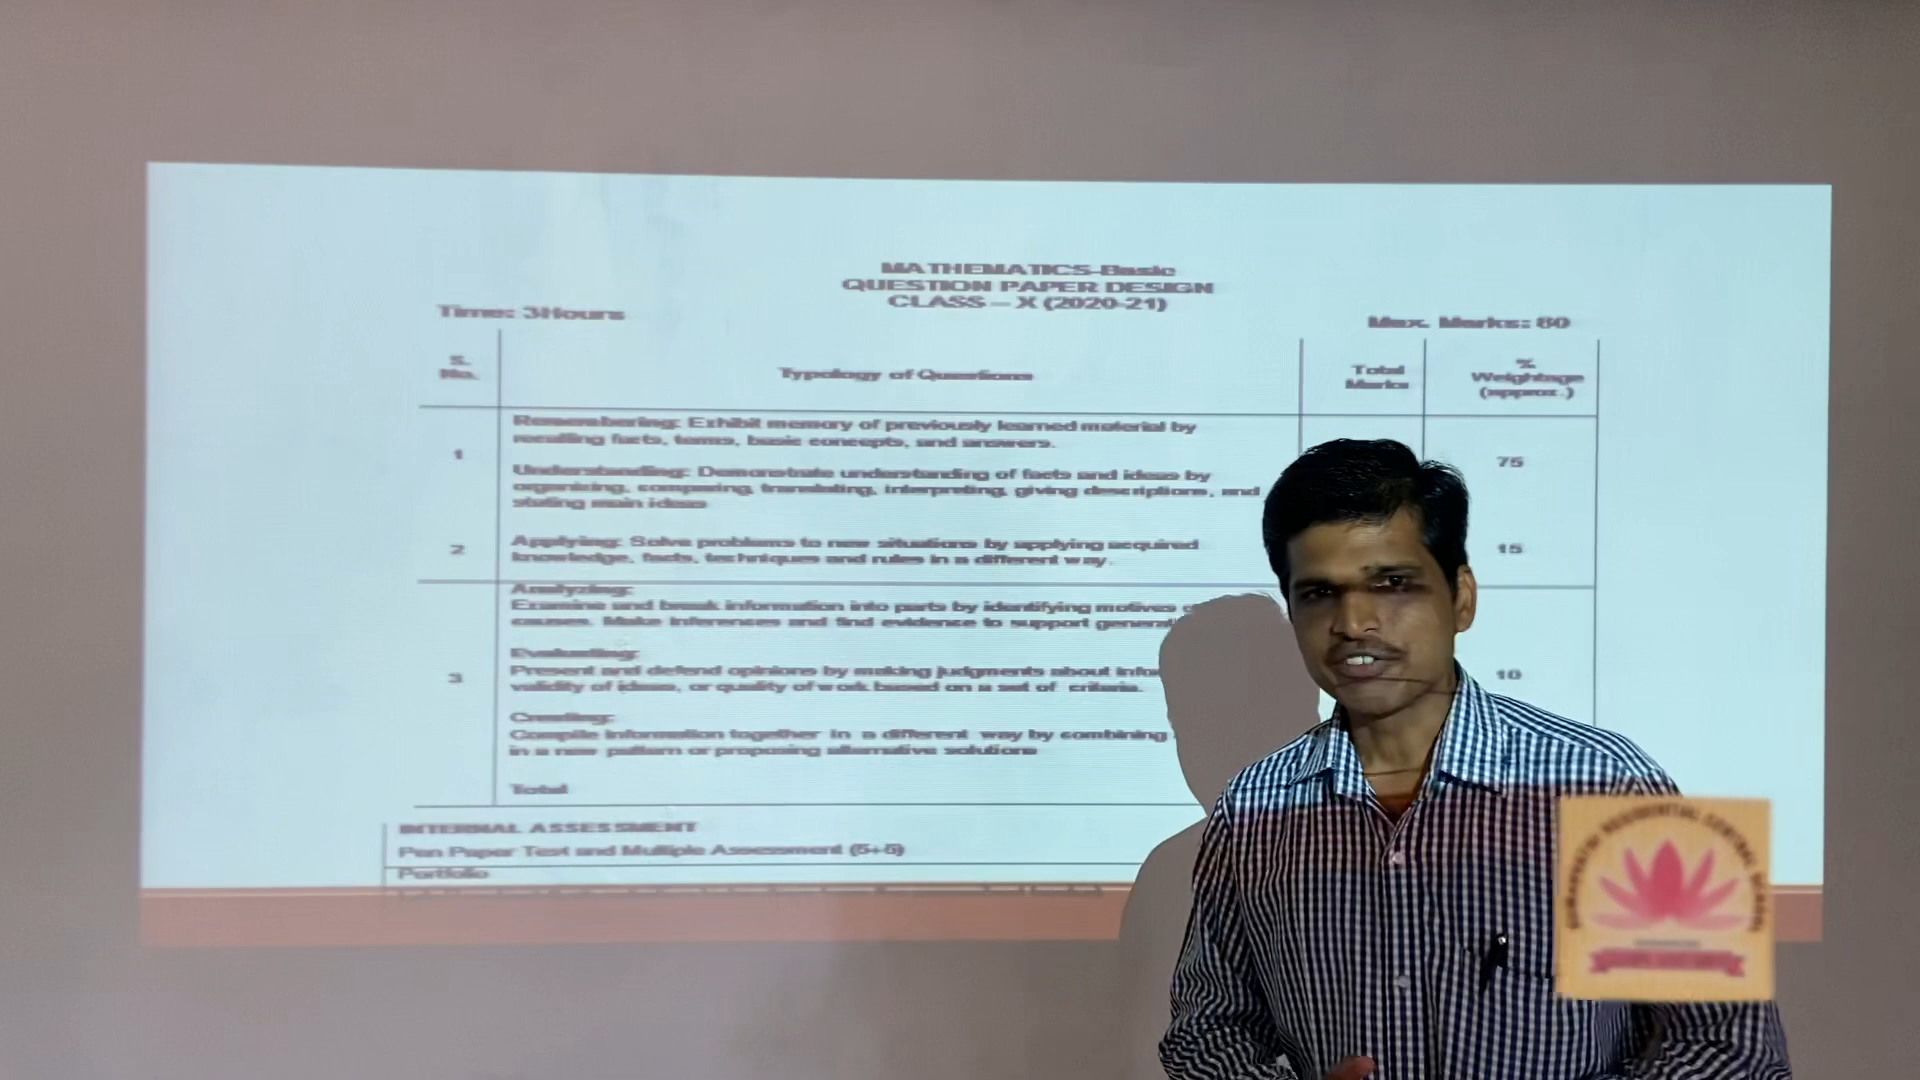 MATHEMATICS-Basic
QUESTION PAPER DESIGN
CLASS – X (2020-21)
Time: 3Hours
Max. Marks: 80
S. No.
Typology of Questions
Total Marks
% Weightage (approx.)
1
Remembering: Exhibit memory of previously learned material by
recalling facts, terms, basic concepts, and answers.
Understanding: Demonstrate understanding of facts and ideas by
organizing, comparing, translating, interpreting, giving descriptions, and
stating main ideas
75
2
Applying: Solve problems to new situations by applying acquired
knowledge, facts, techniques and rules in a different way.
15
3
Analyzing:
Examine and break information into parts by identifying motives
causes. Make inferences and find evidence to support
Evaluating:
Present and defend opinions by making judgments about
validity of ideas, or quality of work based on a set of criteria.
Creating:
Compile information together in a different way by combining
in a new pattern or proposing alternative solutions
10
Total
INTERNAL ASSESSMENT
Pen Paper Test and Multiple Assessment (5+5)
Portfolio